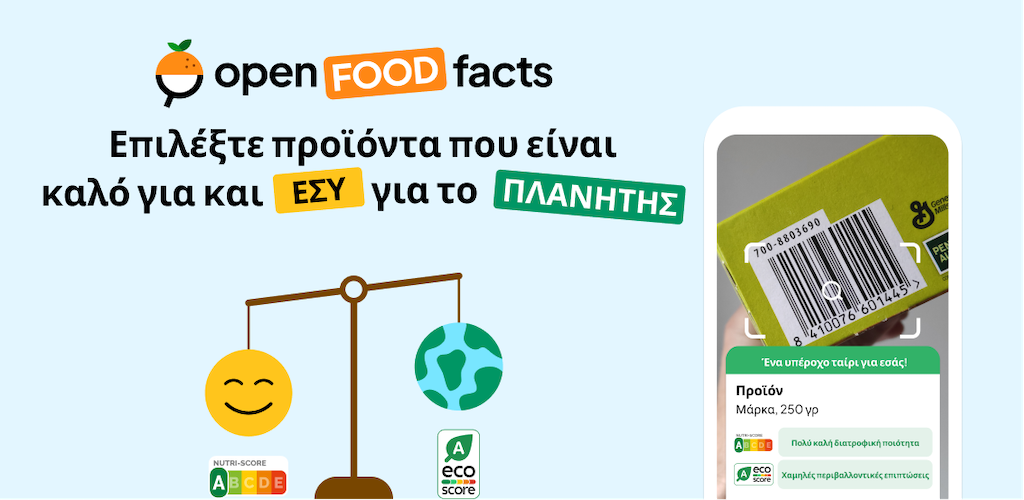 open FOOD facts
Επιλέξτε προϊόντα που είναι
καλό για και ΕΣΥ για το ΠΛΑΝΗΤΗΣ
NUTRI-SCORE
ABCDE
A
eco
score
700-8803690
8 410076 601445 >
Ένα υπέροχο ταίρι για εσάς!
Προϊόν
Μάρκα, 250 γρ
NUTRI-SCORE
ABCDE
Πολύ καλή διατροφική ποιότητα
A
eco
score
Χαμηλές περιβαλλοντικές επιπτώσεις